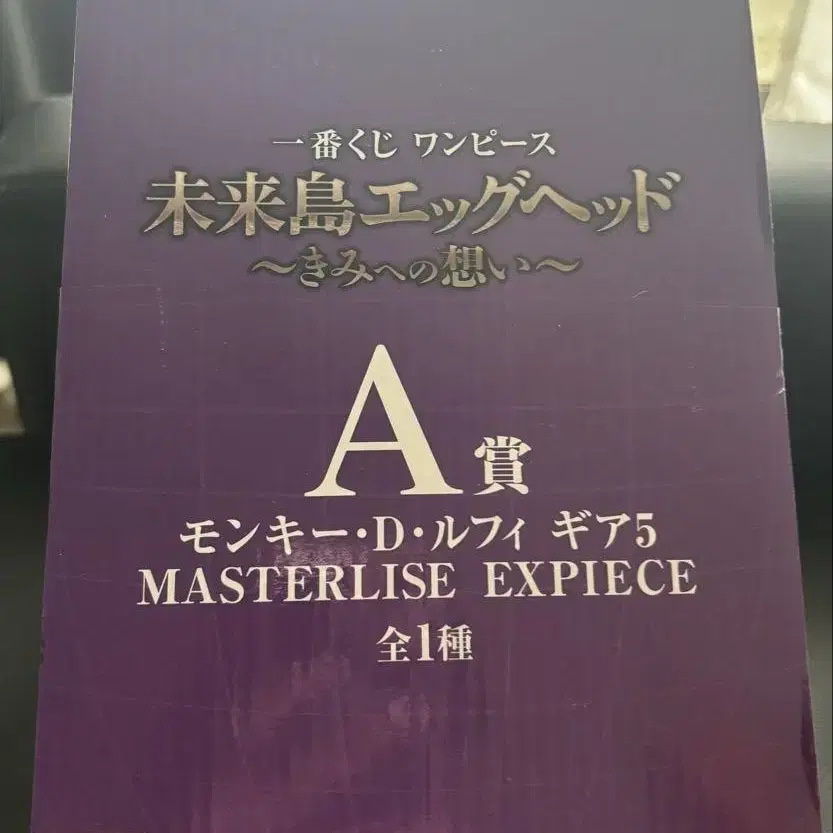 一番くじ ワンピース
未来島エッグヘッド
～きみへの想い～
A賞
モンキー・D・ルフィ ギア5
MASTERLISE EXPIECE
全1種